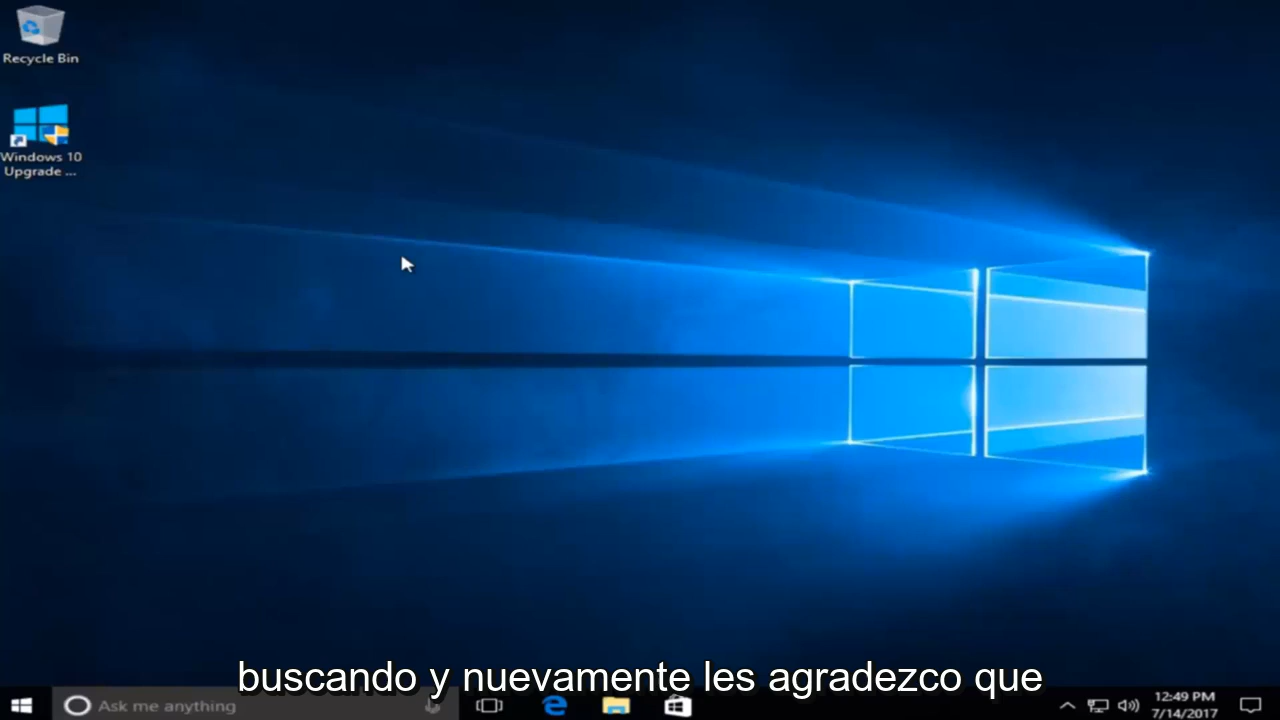 Recycle Bin
Windows 10
Upgrade ...
buscando y nuevamente les agradezco que
Ask me anything
12:49 PM
7/14/2017